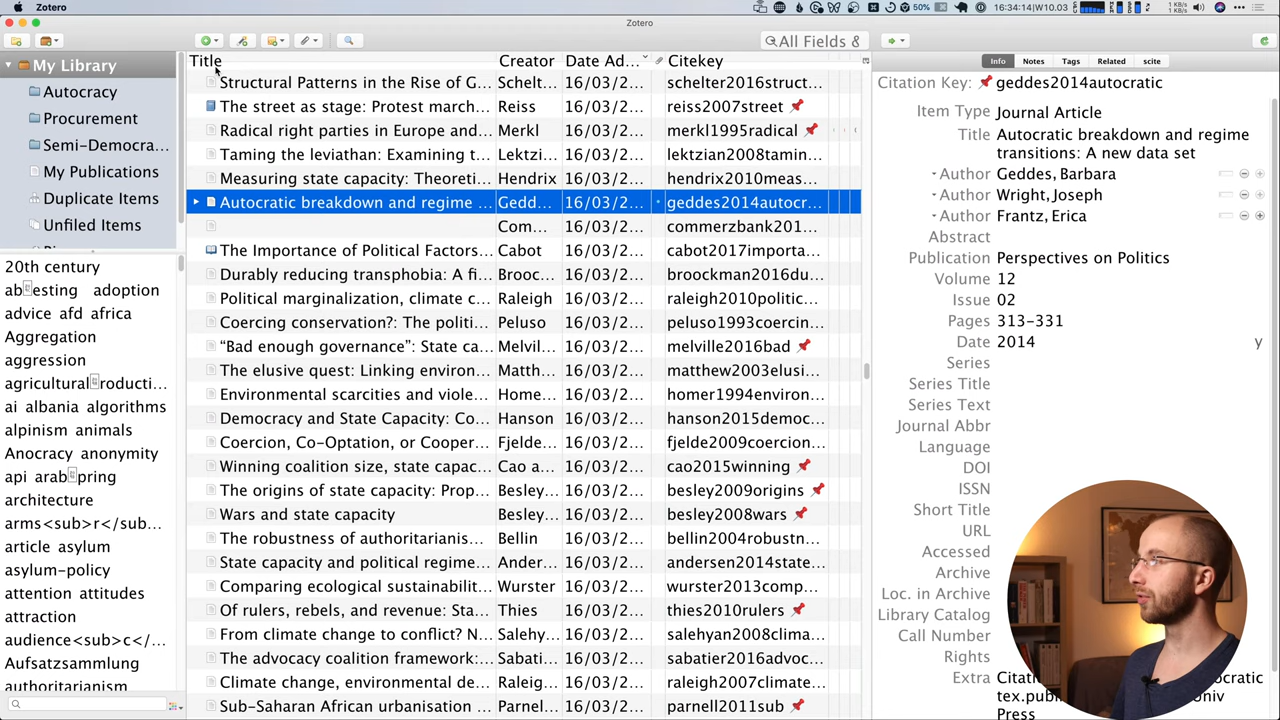 Zotero
50%
16:34:14|W10.03
1 KB/s
4 KB/s
Zotero
All Fields &
My Library
Autocracy
Procurement
Semi-Democra...
My Publications
Duplicate Items
Unfiled Items
20th century
adoption
advice afd africa
Aggregation
aggression
ai albania algorithms
alpinism animals
Anocracy anonymity
api
architecture
arms<sub>r</sub...
article asylum
asylum-policy
attention attitudes
attraction
audience<sub>c</...
Aufsatzsammlung
authoritarianism
Title Creator Date Ad... Citekey
Structural Patterns in the Rise of G... Schelt... 16/03/2... schelter2016struct...
The street as stage: Protest march... Reiss 16/03/2... reiss2007street
Radical right parties in Europe and... Merkl 16/03/2... merkl1995radical
Taming the leviathan: Examining t... Lektzi... 16/03/2... lektzian2008tamin...
Measuring state capacity: Theoreti... Hendrix 16/03/2... hendrix2010meas...
Autocratic breakdown and regime ... Gedd... 16/03/2... geddes2014autocr...
Com... 16/03/2... commerzbank201...
The Importance of Political Factors... Cabot 16/03/2... cabot2017importa...
Durably reducing transphobia: A fi... Brooc... 16/03/2... broockman2016du...
Political marginalization, climate c... Raleigh 16/03/2... raleigh2010politic...
Coercing conservation?: The politi... Peluso 16/03/2... peluso1993coercin...
“Bad enough governance”: State ca... Melvil... 16/03/2... melville2016bad
The elusive quest: Linking environ... Matth... 16/03/2... matthew2003elusi...
Environmental scarcities and viole... Home... 16/03/2... homer1994environ...
Democracy and State Capacity: Co... Hanson 16/03/2... hanson2015democ...
Coercion, Co-Optation, or Cooper... Fjelde... 16/03/2... fjelde2009coercion...
Winning coalition size, state capac... Cao a... 16/03/2... cao2015winning
The origins of state capacity: Prop... Besley... 16/03/2... besley2009origins
Wars and state capacity Besley... 16/03/2... besley2008wars
The robustness of authoritarianis... Bellin 16/03/2... bellin2004robustn...
State capacity and political regime... Ander... 16/03/2... andersen2014state...
Comparing ecological sustainabilit... Wurster 16/03/2... wurster2013comp...
Of rulers, rebels, and revenue: Sta... Thies 16/03/2... thies2010rulers
From climate change to conflict? N... Salehy... 16/03/2... salehyan2008clima...
The advocacy coalition framework:... Sabati... 16/03/2... sabatier2016advoc...
Climate change, environmental de... Raleig... 16/03/2... raleigh2007climate...
Sub-Saharan African urbanisation ... Parnel... 16/03/2... parnell2011sub
Info Notes Tags Related scite
Citation Key: geddes2014autocratic
Item Type Journal Article
Title Autocratic breakdown and regime
transitions: A new data set
Author Geddes, Barbara
Author Wright, Joseph
Author Frantz, Erica
Abstract
Publication Perspectives on Politics
Volume 12
Issue 02
Pages 313–331
Date 2014 y
Series
Series Title
Series Text
Journal Abbr
Language
DOI
ISSN
Short Title
URL
Accessed
Archive
Loc. in Archive
Library Catalog
Call Number
Rights
Extra
Press